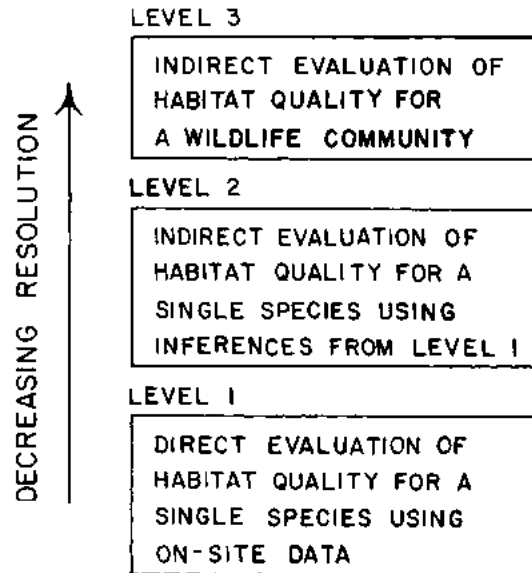 LEVEL 3
INDIRECT EVALUATION OF
HABITAT QUALITY FOR
A WILDLIFE COMMUNITY
LEVEL 2
INDIRECT EVALUATION OF
HABITAT QUALITY FOR A
SINGLE SPECIES USING
INFERENCES FROM LEVEL 1
LEVEL 1
DIRECT EVALUATION OF
HABITAT QUALITY FOR A
SINGLE SPECIES USING
ON-SITE DATA
DECREASING RESOLUTION